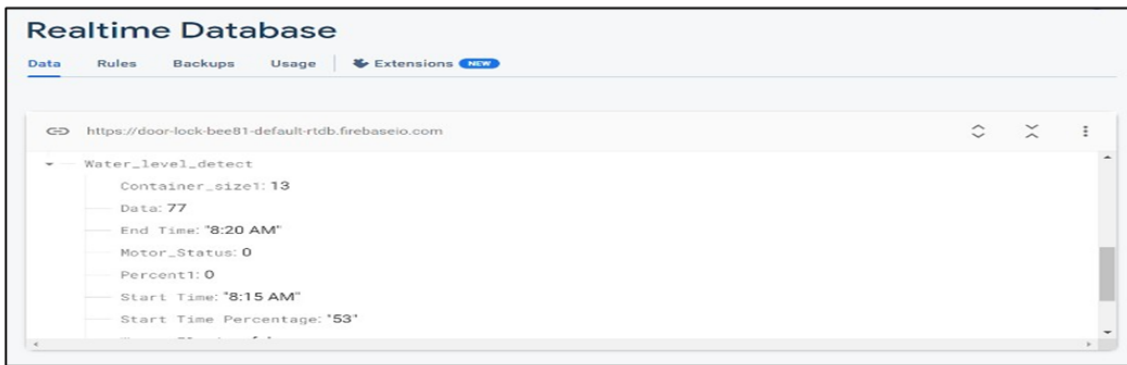 Realtime Database
Data Rules Backups Usage Extensions NEW
https://door-lock-bee81-default-rtdb.firebaseio.com
Water_level_detect
Container_size1: 13
Data: 77
End Time: "8:20 AM"
Motor_Status: 0
Percent1: 0
Start Time: "8:15 AM"
Start Time Percentage: "53"